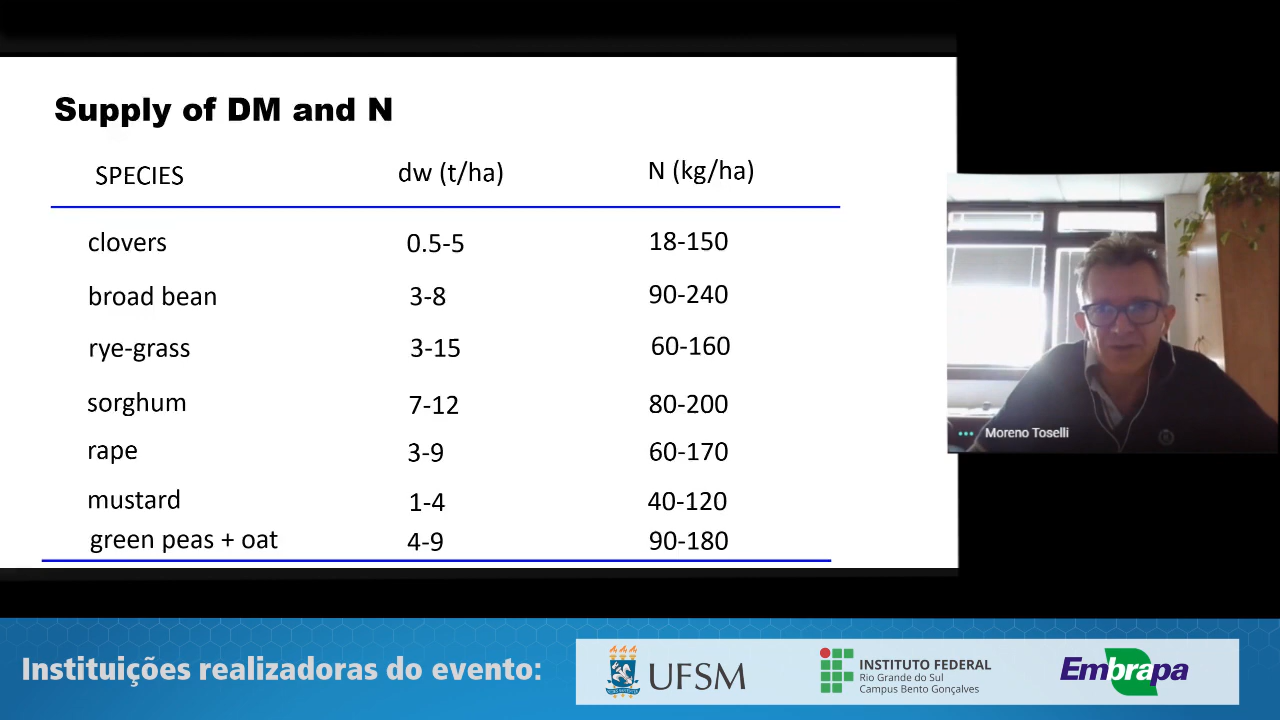 Supply of DM and N
SPECIES dw (t/ha) N (kg/ha)
clovers 0.5-5 18-150
broad bean 3-8 90-240
rye-grass 3-15 60-160
sorghum 7-12 80-200
rape 3-9 60-170
mustard 1-4 40-120
green peas + oat 4-9 90-180
Moreno Toselli
Instituições realizadoras do evento:
UFSM
INSTITUTO FEDERAL
Rio Grande do Sul
Campus Bento Gonçalves
Embrapa